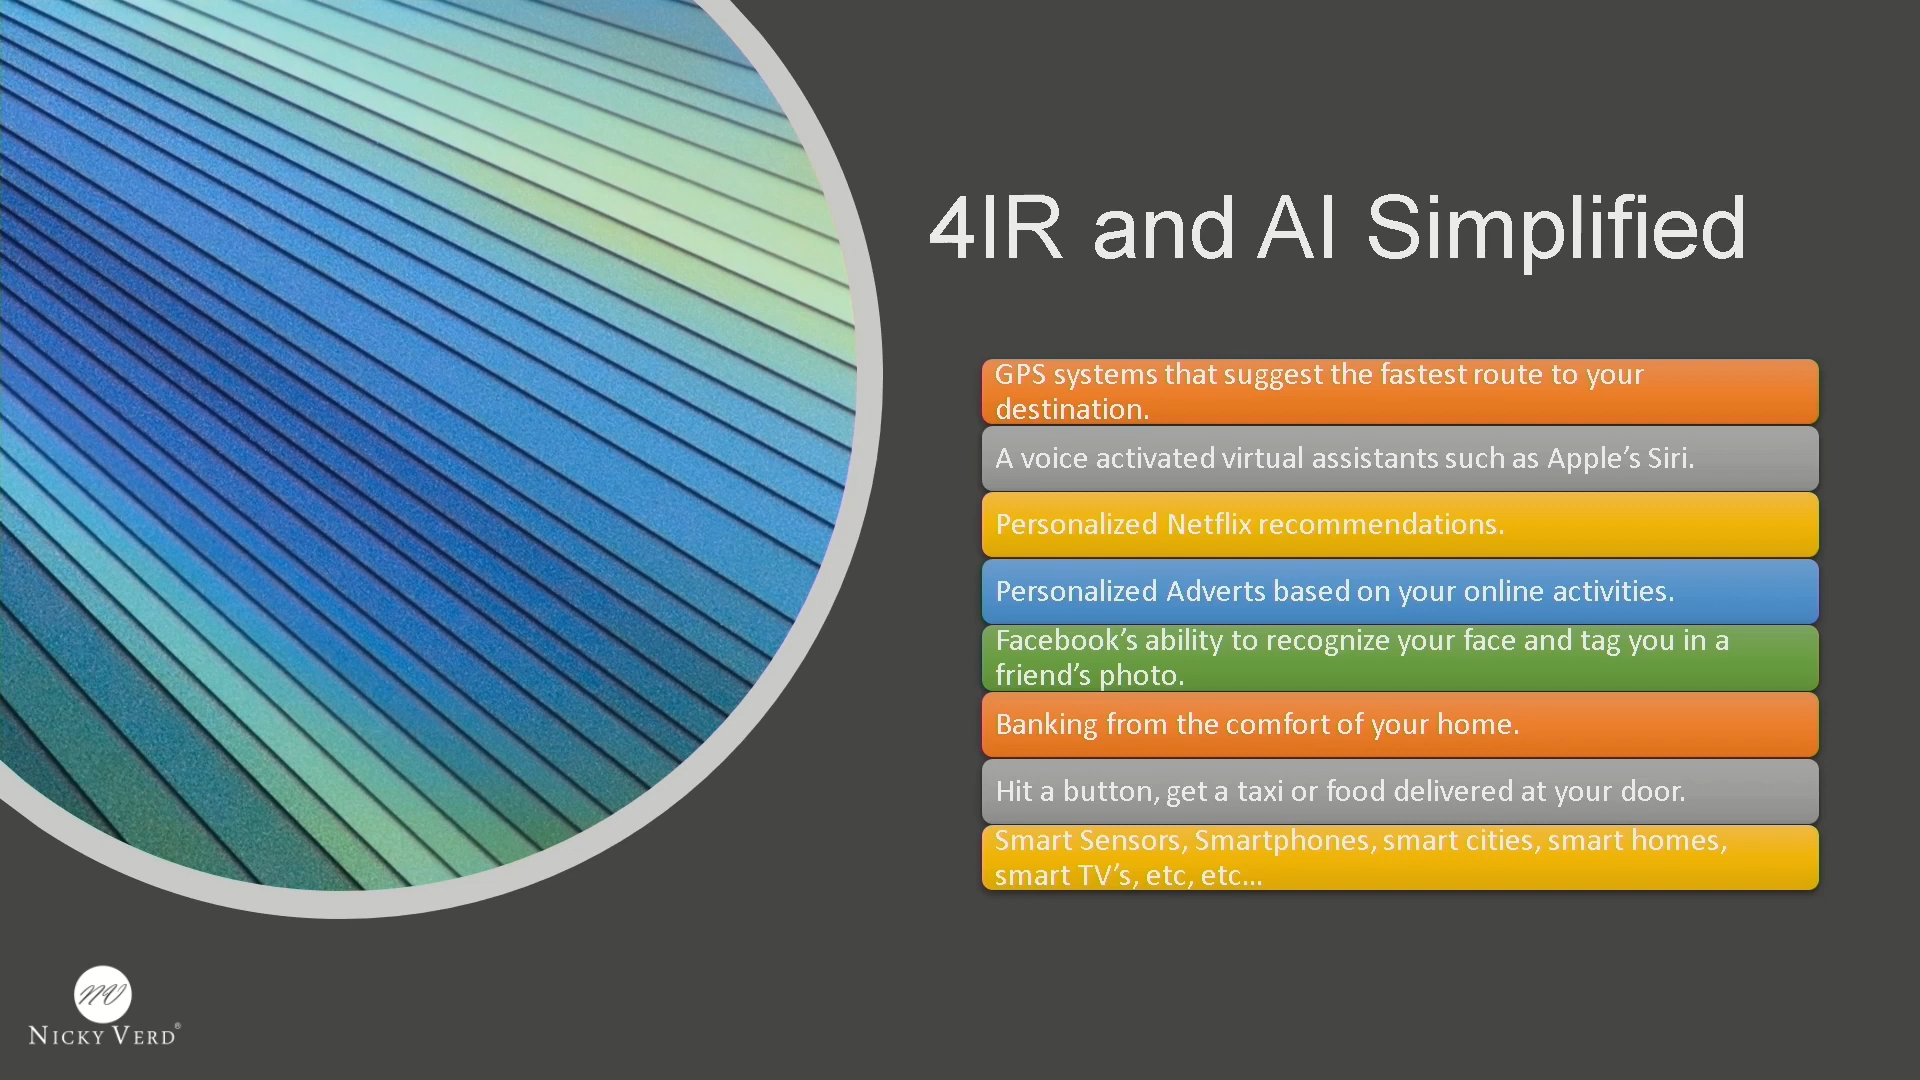 4IR and AI Simplified
GPS systems that suggest the fastest route to your
destination.
A voice activated virtual assistants such as Apple’s Siri.
Personalized Netflix recommendations.
Personalized Adverts based on your online activities.
Facebook’s ability to recognize your face and tag you in a
friend’s photo.
Banking from the comfort of your home.
Hit a button, get a taxi or food delivered at your door.
Smart Sensors, Smartphones, smart cities, smart homes,
smart TV’s, etc, etc…
NV
NICKY VERD®